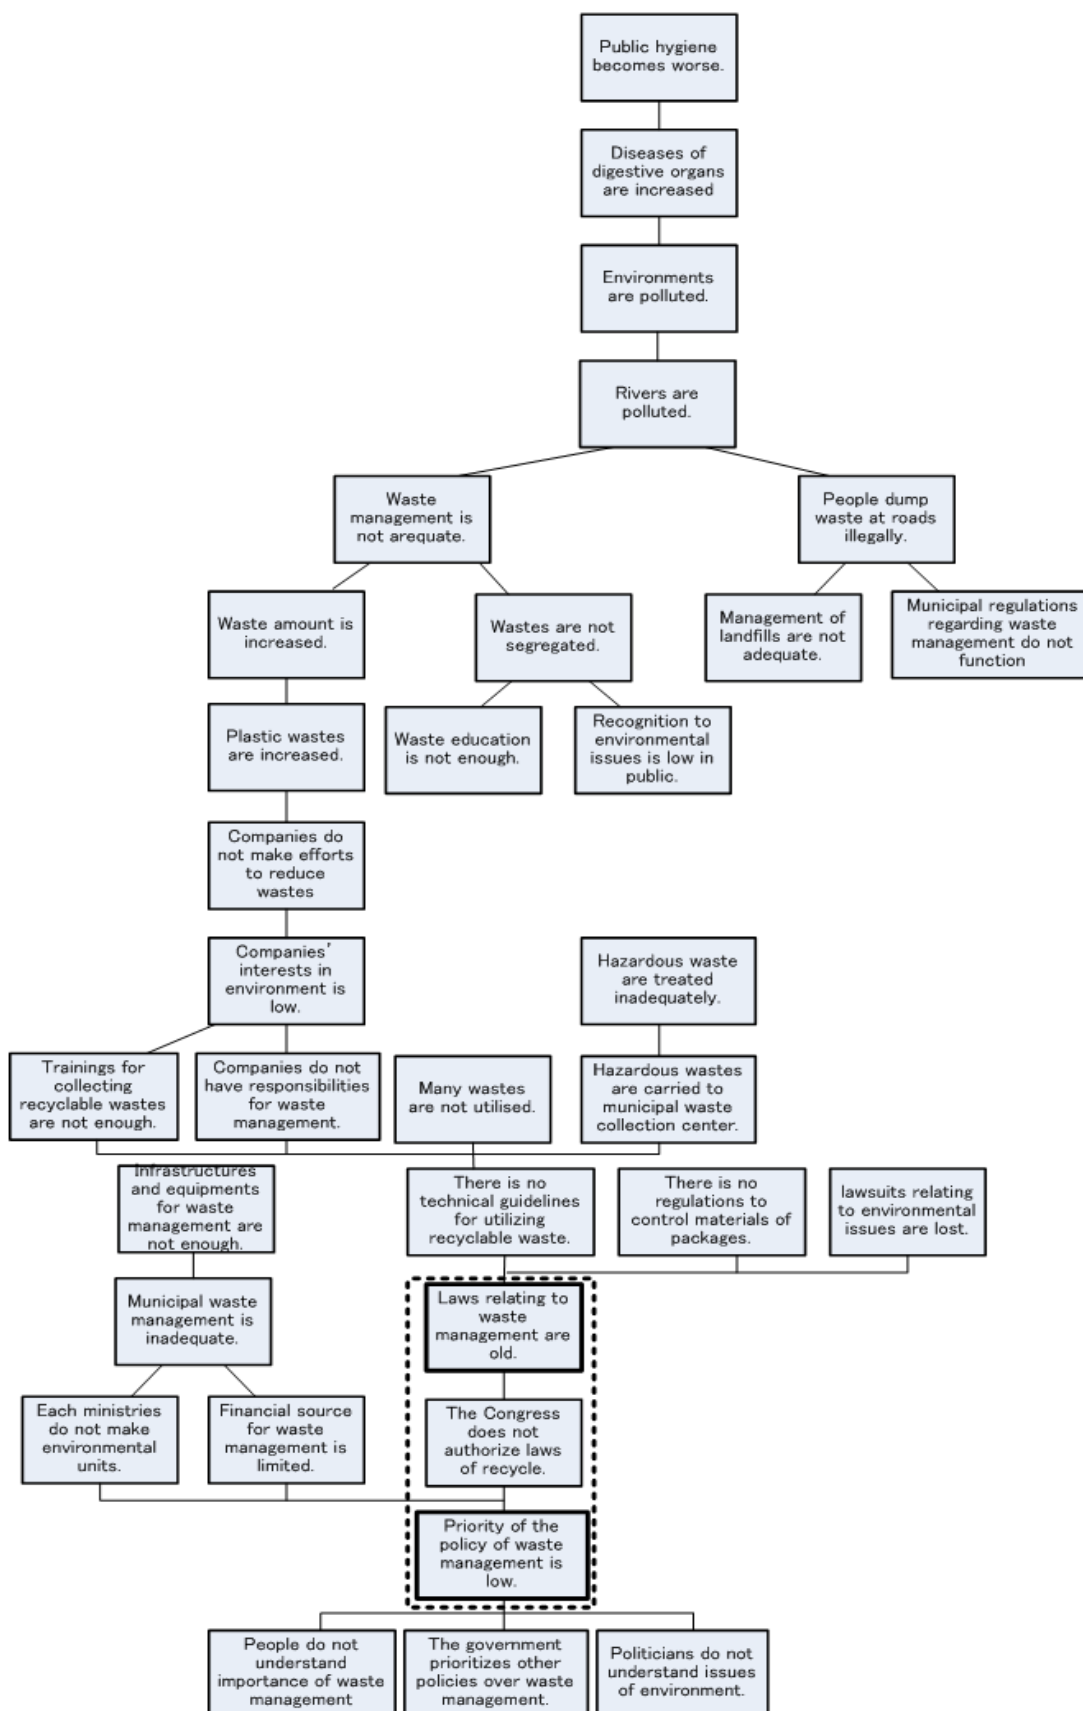 Public hygiene
becomes worse.
Diseases of
digestive organs
are increased
Environments
are polluted.
Rivers are
polluted.
Waste
management is
not arequate.
People dump
waste at roads
illegally.
Waste amount is
increased.
Wastes are not
segregated.
Management of
landfills are not
adequate.
Municipal regulations
regarding waste
management do not
function
Plastic wastes
are increased.
Waste education
is not enough.
Recognition to
environmental
issues is low in
public.
Companies do
not make efforts
to reduce
wastes
Companies'
interests in
environment is
low.
Hazardous waste
are treated
inadequately.
Trainings for
collecting
recyclable wastes
are not enough.
Companies do not
have responsibilities
for waste
management.
Many wastes
are not utilised.
Hazardous wastes
are carried to
municipal waste
collection center.
Infrastructures
and equipments
for waste
management are
not enough.
There is no
technical guidelines
for utilizing
recyclable waste.
There is no
regulations to
control materials of
packages.
lawsuits relating
to environmental
issues are lost.
Municipal waste
management is
inadequate.
Laws relating to
waste
management are
old.
Each ministries
do not make
environmental
units.
Financial source
for waste
management is
limited.
The Congress
does not
authorize laws
of recycle.
Priority of the
policy of waste
management is
low.
People do not
understand
importance of waste
management
The government
prioritizes other
policies over waste
management.
Politicians do not
understand issues
of environment.